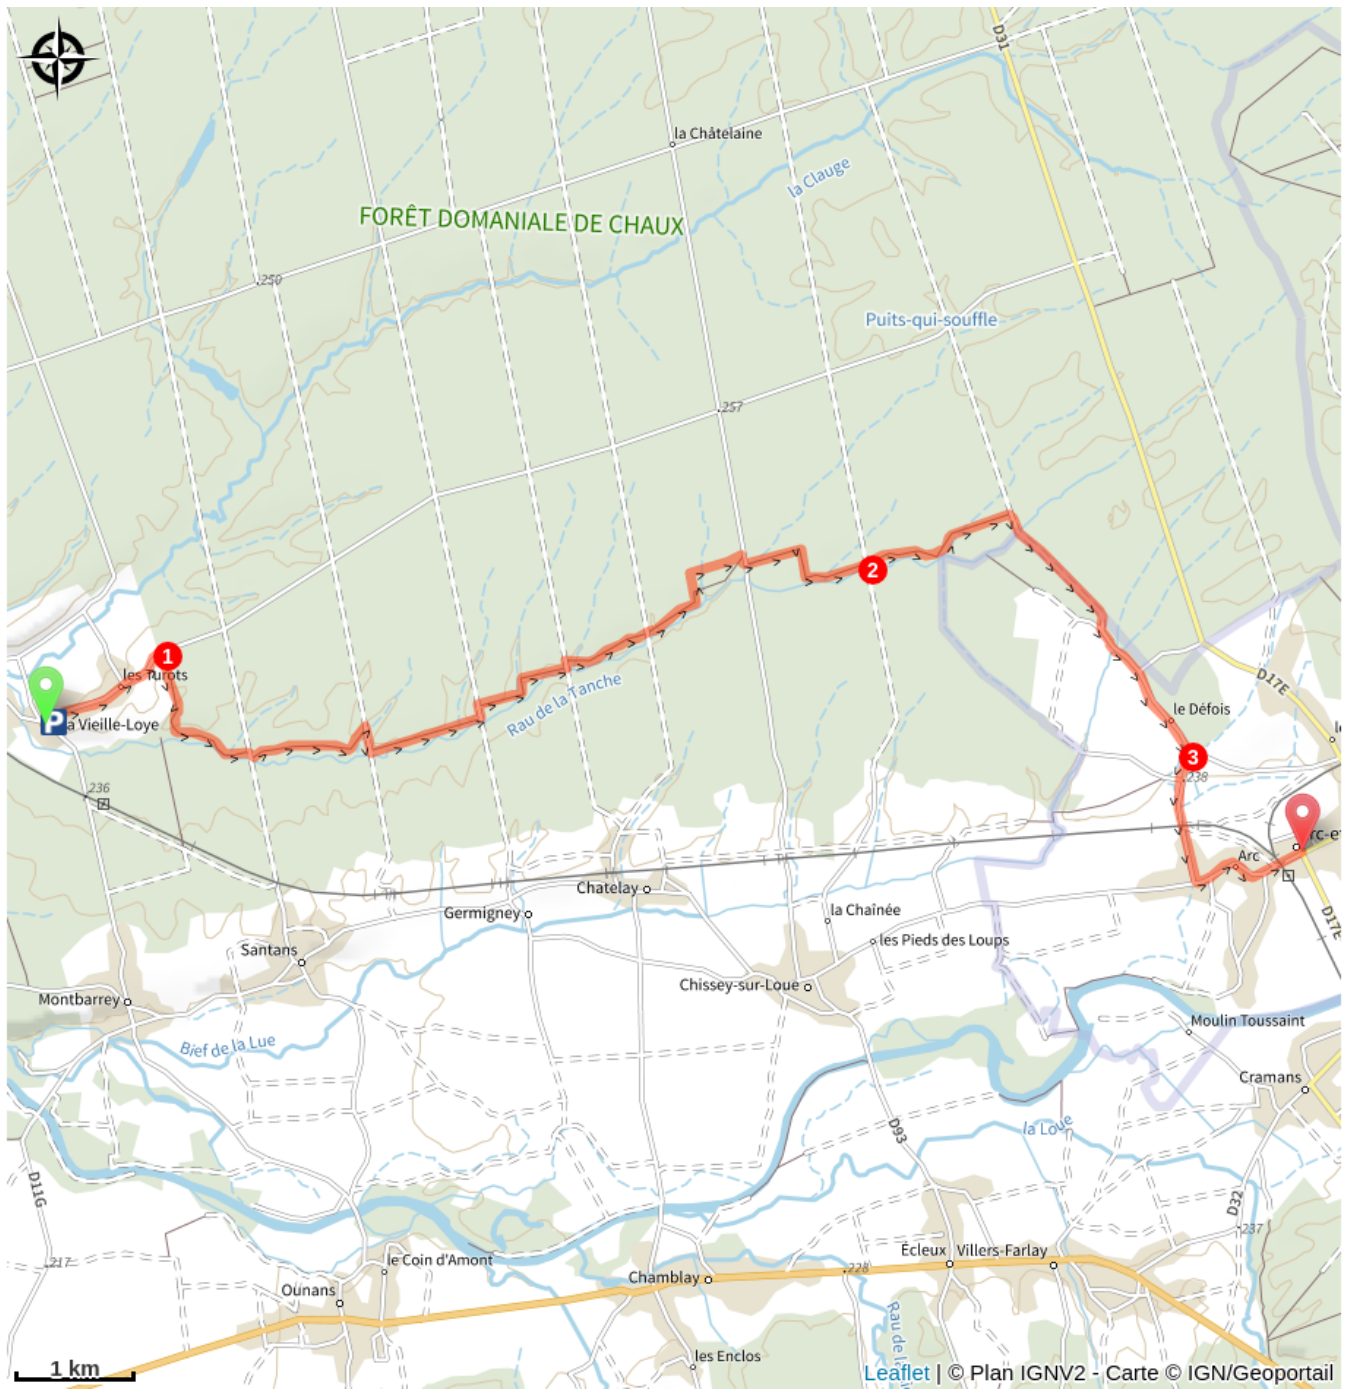 D31
la Châtelaine
la Clauge
FORÊT DOMANIALE DE CHAUX
250
Puits-qui-souffle
257
2
1
les Turots
D17E
Rau de la Tanche
le Défois
P
a Vieille-Loye
3
238
236
rc-e
Arc
Chatelay
Germigney
la Chaînée
D17E
les Pieds des Loups
Santans
Chissey-sur-Loue
Montbarrey
Moulin Toussaint
Bief de la Lue
Cramans
la Loue
D93
D11G
D32
237
Écleux
Villers-Farlay
217
le Coin d'Amont
228
Chamblay
Ounans
Rau de l
les Enclos
1 km
Leaflet | © Plan IGNV2 - Carte © IGN/Geoportail